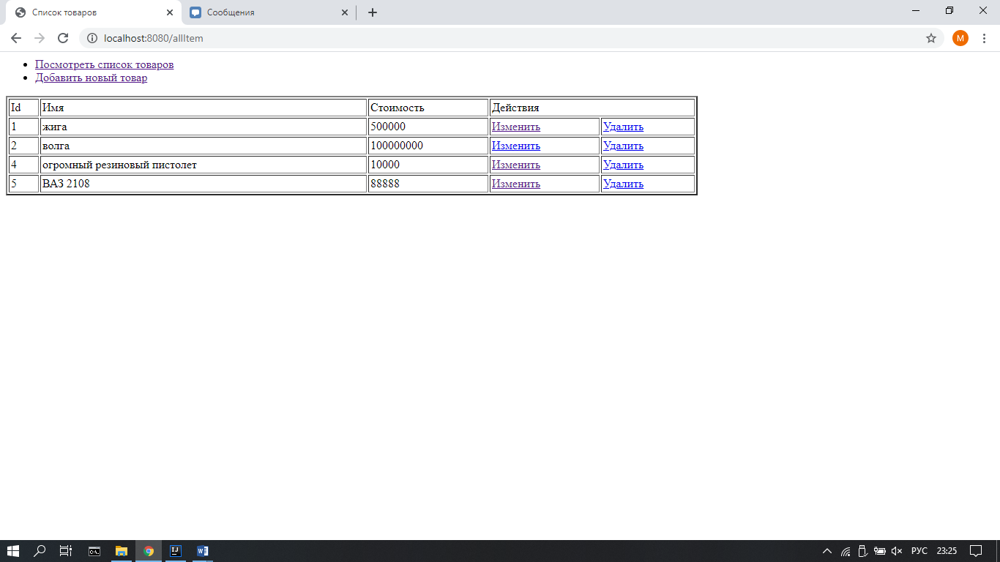 Список товаров
Сообщения
localhost:8080/allItem
M
Посмотреть список товаров
Добавить новый товар
Id Имя Стоимость Действия
1 жига 500000 Изменить Удалить
2 волга 100000000 Изменить Удалить
4 огромный резиновый пистолет 10000 Изменить Удалить
5 ВАЗ 2108 88888 Изменить Удалить
C:\.
IJ
W
РУС 23:25